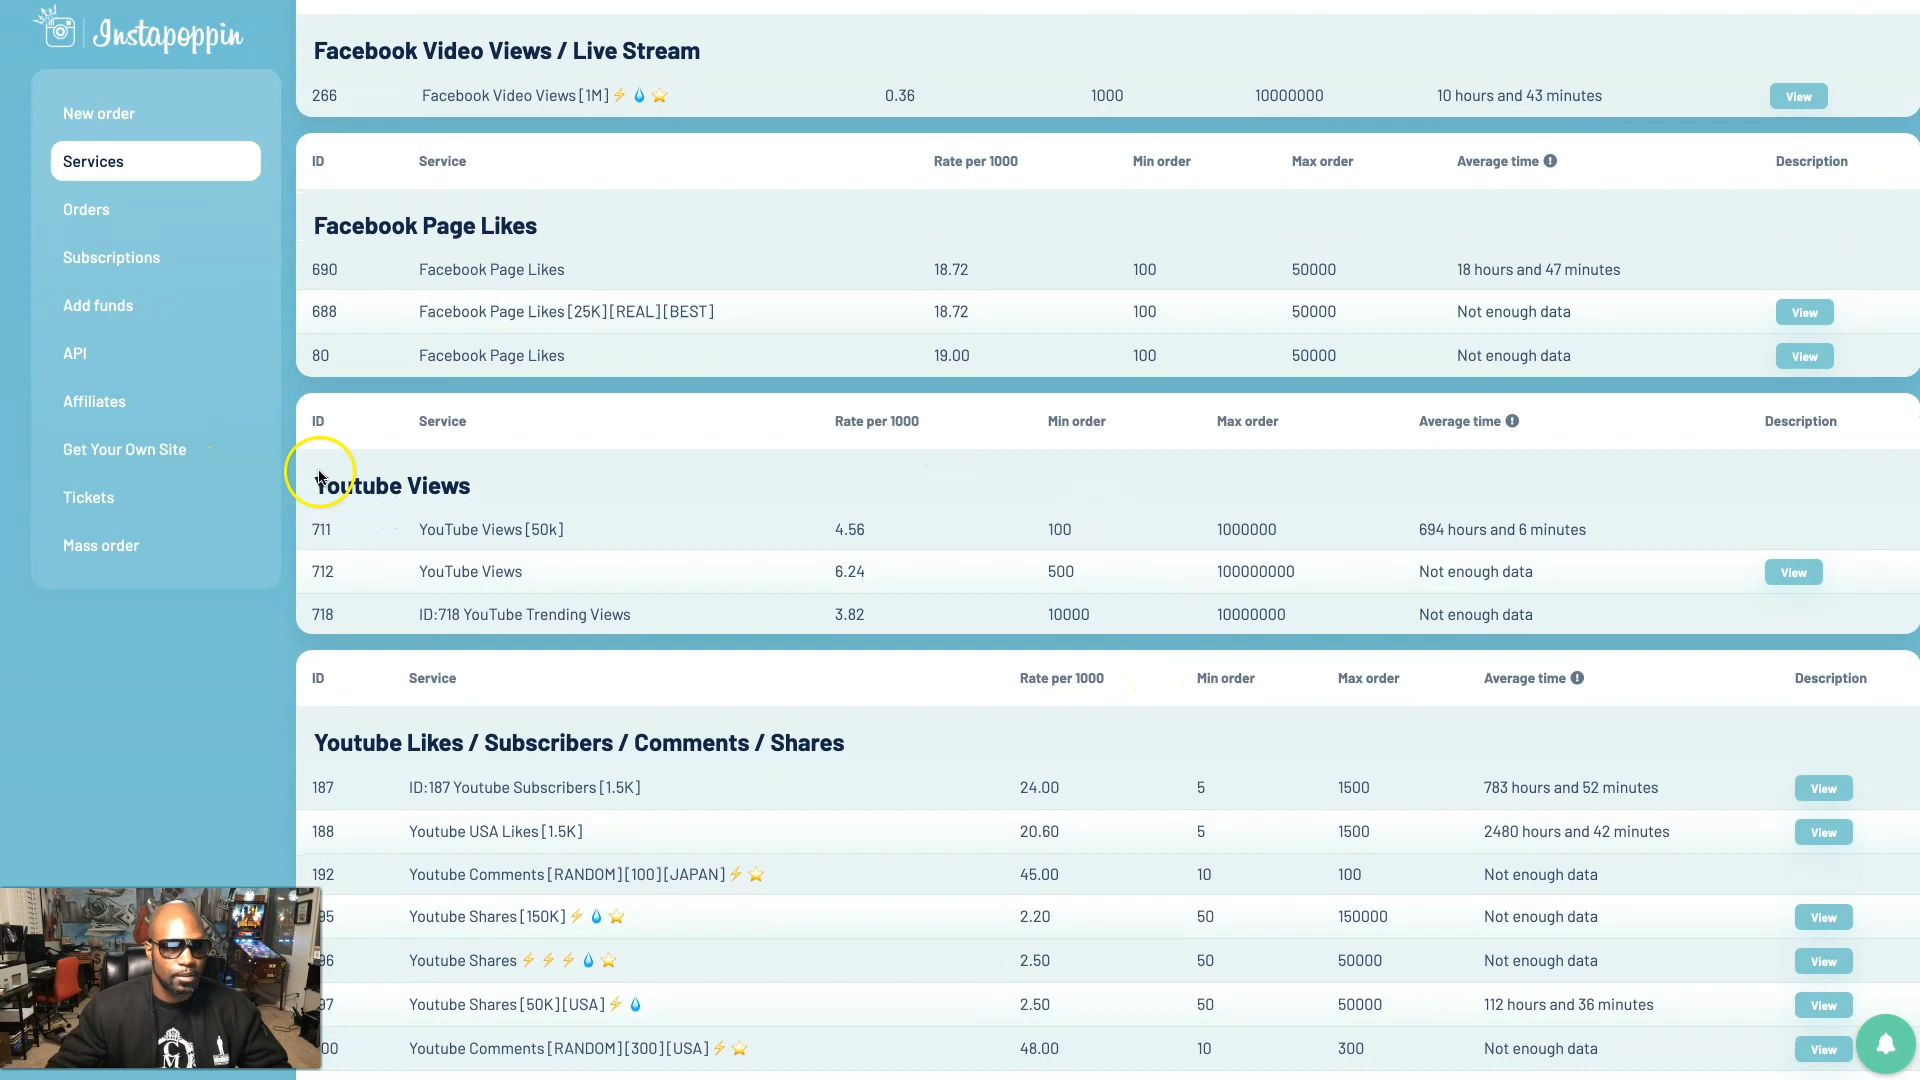 Instapoppin
New order
Services
Orders
Subscriptions
Add funds
API
Affiliates
Get Your Own Site
Tickets
Mass order
Facebook Video Views / Live Stream
266 Facebook Video Views [1M]⚡💧⭐ 0.36 1000 10000000 10 hours and 43 minutes View
ID Service Rate per 1000 Min order Max order Average time Description
Facebook Page Likes
690 Facebook Page Likes 18.72 100 50000 18 hours and 47 minutes
688 Facebook Page Likes [25K][REAL][BEST] 18.72 100 50000 Not enough data View
80 Facebook Page Likes 19.00 100 50000 Not enough data View
ID Service Rate per 1000 Min order Max order Average time Description
Youtube Views
711 YouTube Views [50k] 4.56 100 1000000 694 hours and 6 minutes
712 YouTube Views 6.24 500 100000000 Not enough data View
718 ID:718 YouTube Trending Views 3.82 10000 10000000 Not enough data
ID Service Rate per 1000 Min order Max order Average time Description
Youtube Likes / Subscribers / Comments / Shares
187 ID:187 Youtube Subscribers [1.5K] 24.00 5 1500 783 hours and 52 minutes View
188 Youtube USA Likes [1.5K] 20.60 5 1500 2480 hours and 42 minutes View
192 Youtube Comments [RANDOM][100][JAPAN]⚡⭐ 45.00 10 100 Not enough data
95 Youtube Shares [150K]⚡💧⭐ 2.20 50 150000 Not enough data View
96 Youtube Shares ⚡⚡⚡💧⭐ 2.50 50 50000 Not enough data View
97 Youtube Shares [50K][USA]⚡💧 2.50 50 50000 112 hours and 36 minutes View
00 Youtube Comments [RANDOM][300][USA]⚡⭐ 48.00 10 300 Not enough data View